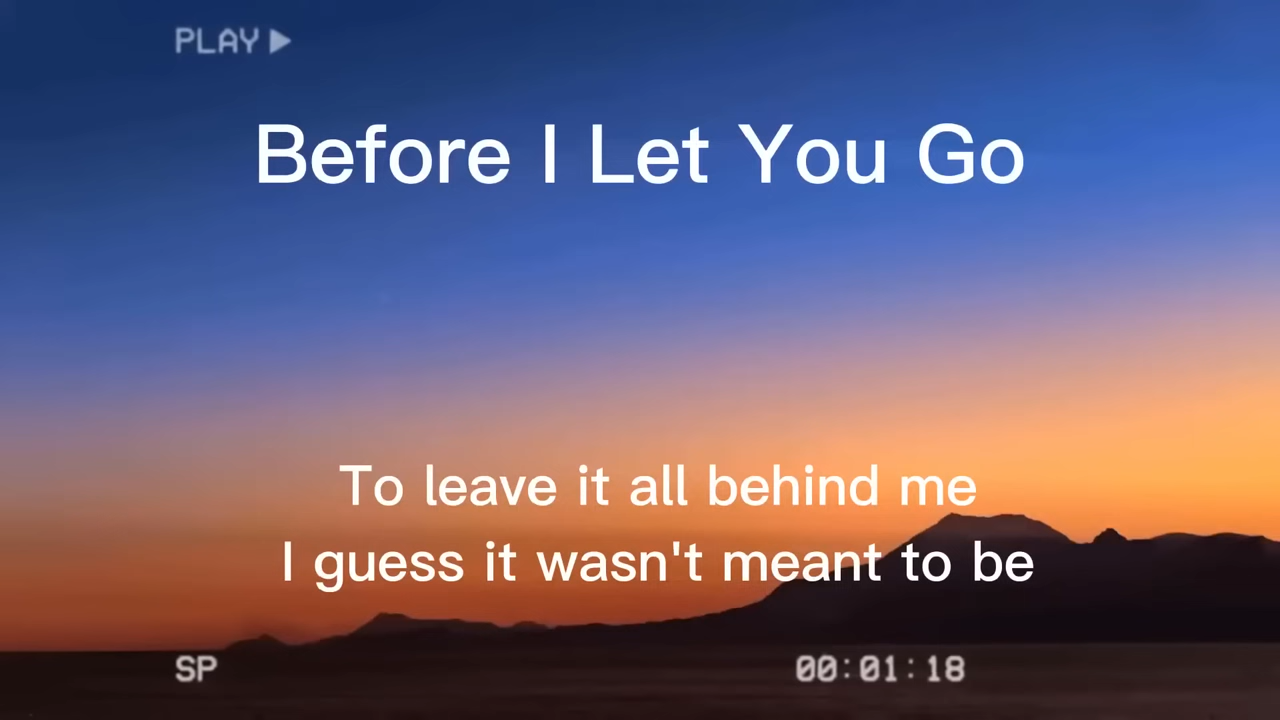 PLAY ▶
Before I Let You Go
To leave it all behind me
I guess it wasn't meant to be
SP
00:01:18